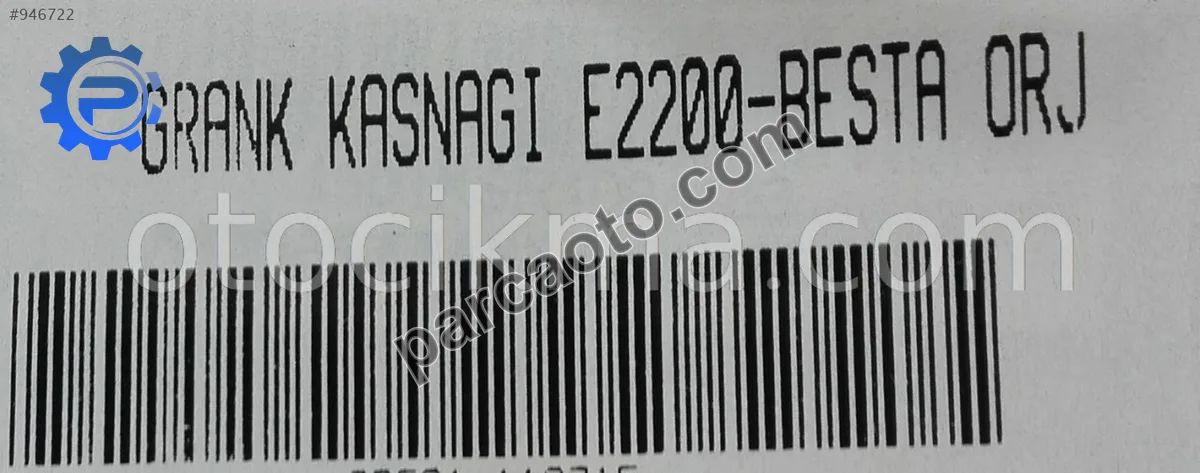 #946722
GRANK KASNAGI E2200-BESTA ORJ
otocikma.com
parcaoto.com